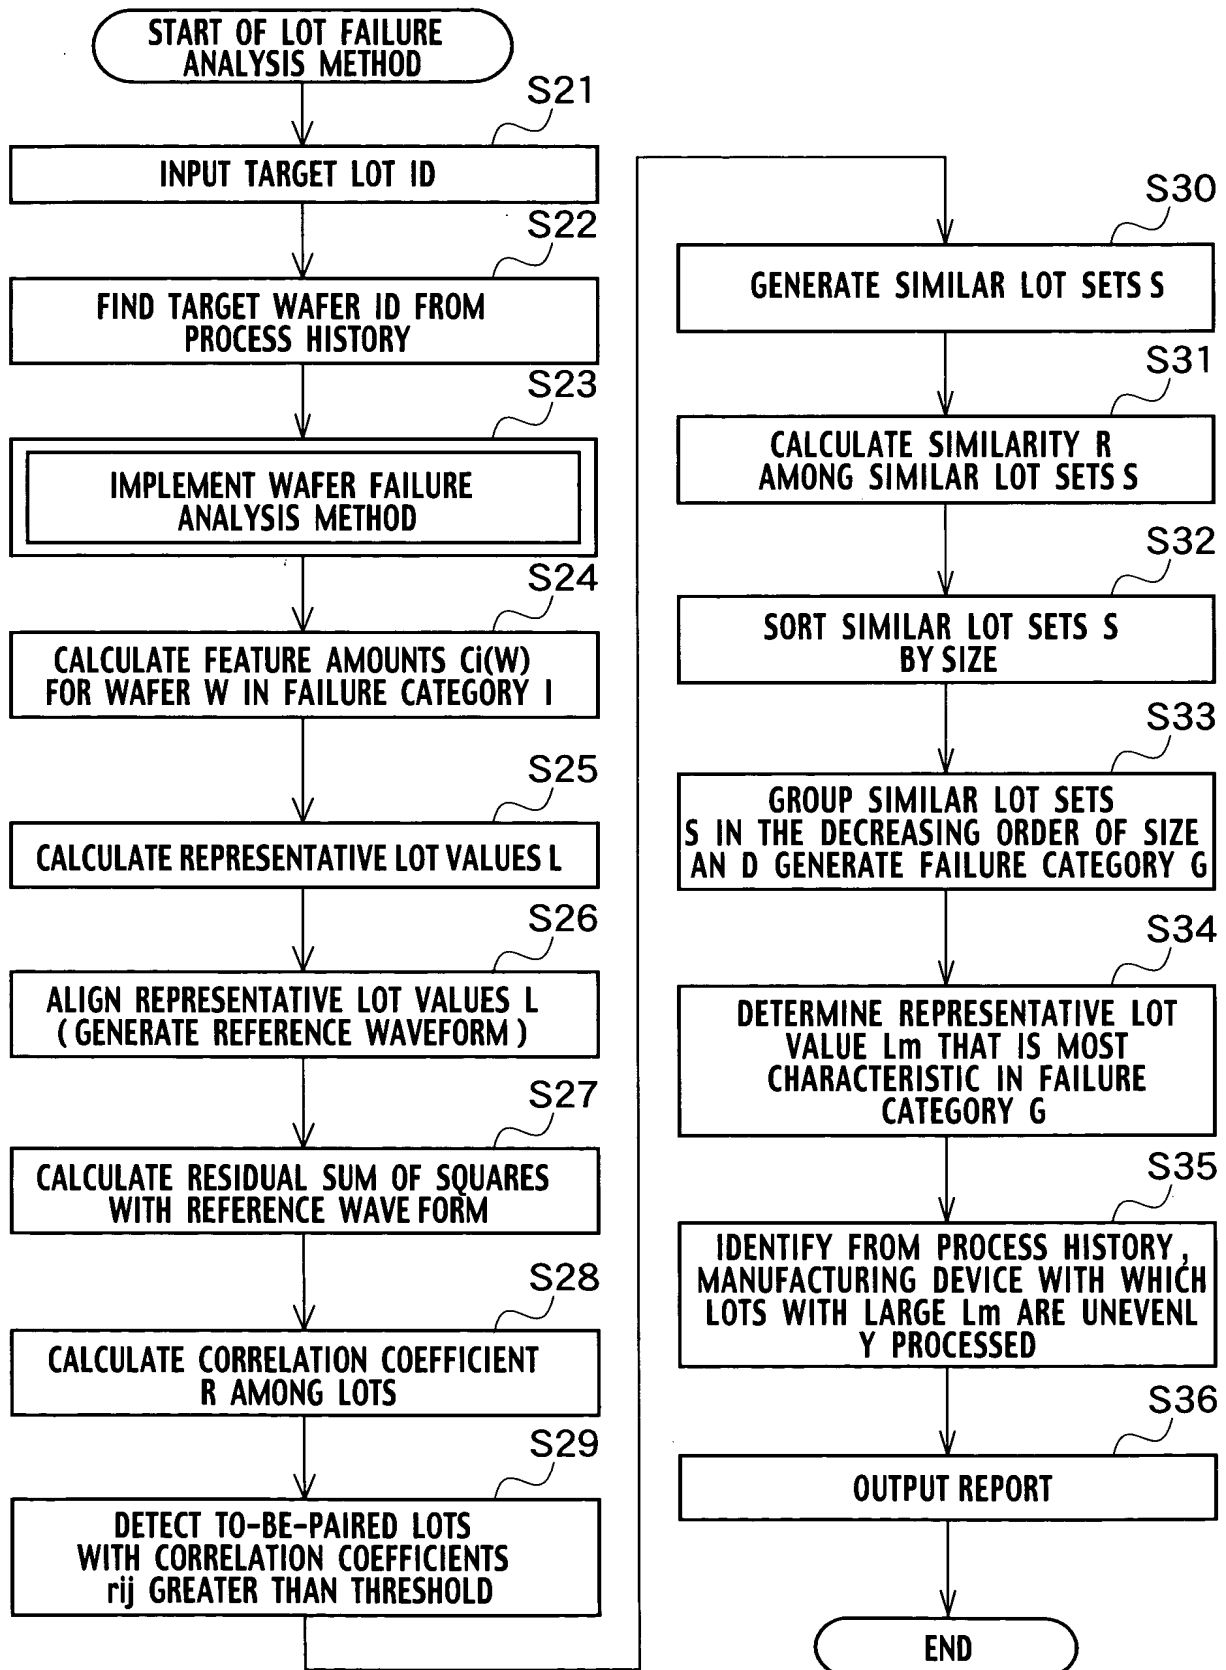 START OF LOT FAILURE
ANALYSIS METHOD
S21
INPUT TARGET LOT ID
S22
FIND TARGET WAFER ID FROM
PROCESS HISTORY
S23
IMPLEMENT WAFER FAILURE
ANALYSIS METHOD
S24
CALCULATE FEATURE AMOUNTS Ci(W)
FOR WAFER W IN FAILURE CATEGORY I
S25
CALCULATE REPRESENTATIVE LOT VALUES L
S26
ALIGN REPRESENTATIVE LOT VALUES L
( GENERATE REFERENCE WAVEFORM )
S27
CALCULATE RESIDUAL SUM OF SQUARES
WITH REFERENCE WAVE FORM
S28
CALCULATE CORRELATION COEFFICIENT
R AMONG LOTS
S29
DETECT TO-BE-PAIRED LOTS
WITH CORRELATION COEFFICIENTS
rij GREATER THAN THRESHOLD
S30
GENERATE SIMILAR LOT SETS S
S31
CALCULATE SIMILARITY R
AMONG SIMILAR LOT SETS S
S32
SORT SIMILAR LOT SETS S
BY SIZE
S33
GROUP SIMILAR LOT SETS
S IN THE DECREASING ORDER OF SIZE
AN D GENERATE FAILURE CATEGORY G
S34
DETERMINE REPRESENTATIVE LOT
VALUE Lm THAT IS MOST
CHARACTERISTIC IN FAILURE
CATEGORY G
S35
IDENTIFY FROM PROCESS HISTORY ,
MANUFACTURING DEVICE WITH WHICH
LOTS WITH LARGE Lm ARE UNEVENL
Y PROCESSED
S36
OUTPUT REPORT
END